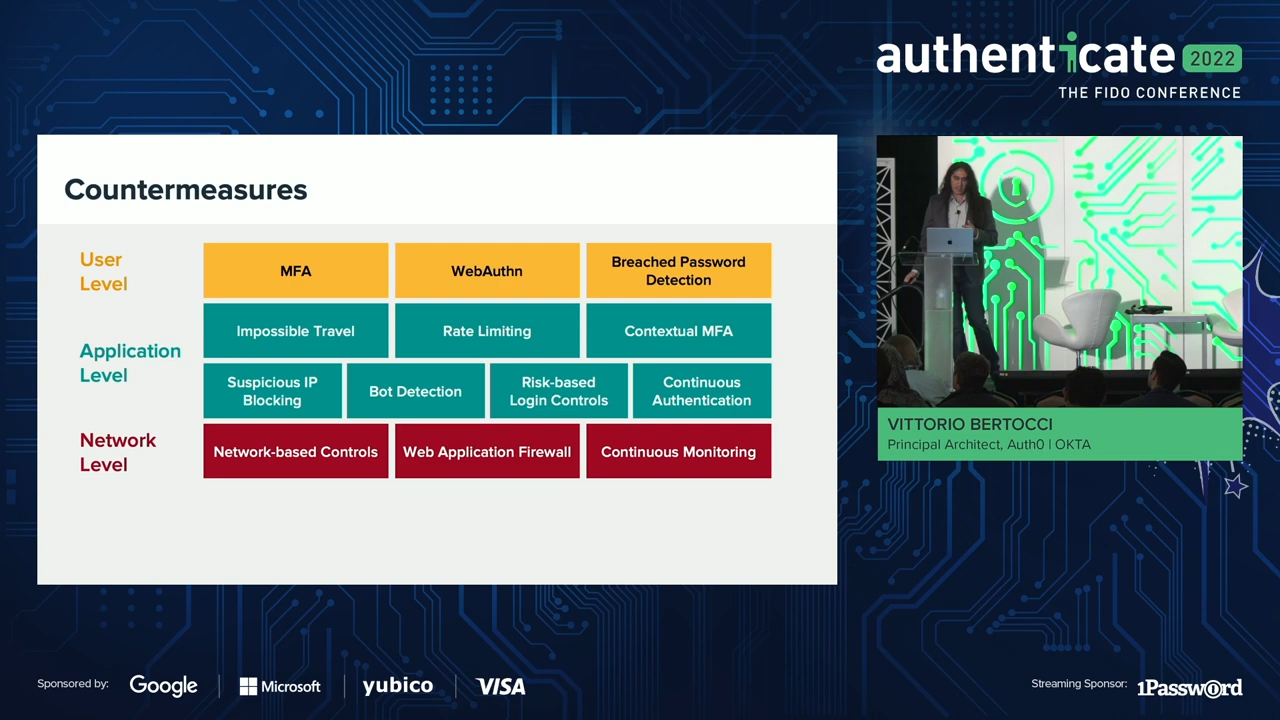 authenticate 2022
THE FIDO CONFERENCE
Countermeasures
User
Level
MFA
WebAuthn
Breached Password
Detection
Application
Level
Impossible Travel
Rate Limiting
Contextual MFA
Suspicious IP
Blocking
Bot Detection
Risk-based
Login Controls
Continuous
Authentication
Network
Level
Network-based Controls
Web Application Firewall
Continuous Monitoring
VITTORIO BERTOCCI
Principal Architect, Auth0 | OKTA
Sponsored by:
Google
Microsoft
yubico
VISA
Streaming Sponsor:
1Password